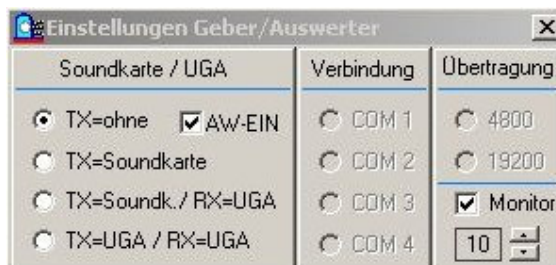 Einstellungen Geber/Auswerter
Soundkarte / UGA
TX=ohne
AW-EIN
TX=Soundkarte
TX=Soundk./ RX=UGA
TX=UGA / RX=UGA
Verbindung
COM 1
COM 2
COM 3
COM 4
Übertragung
4800
19200
Monitor
10